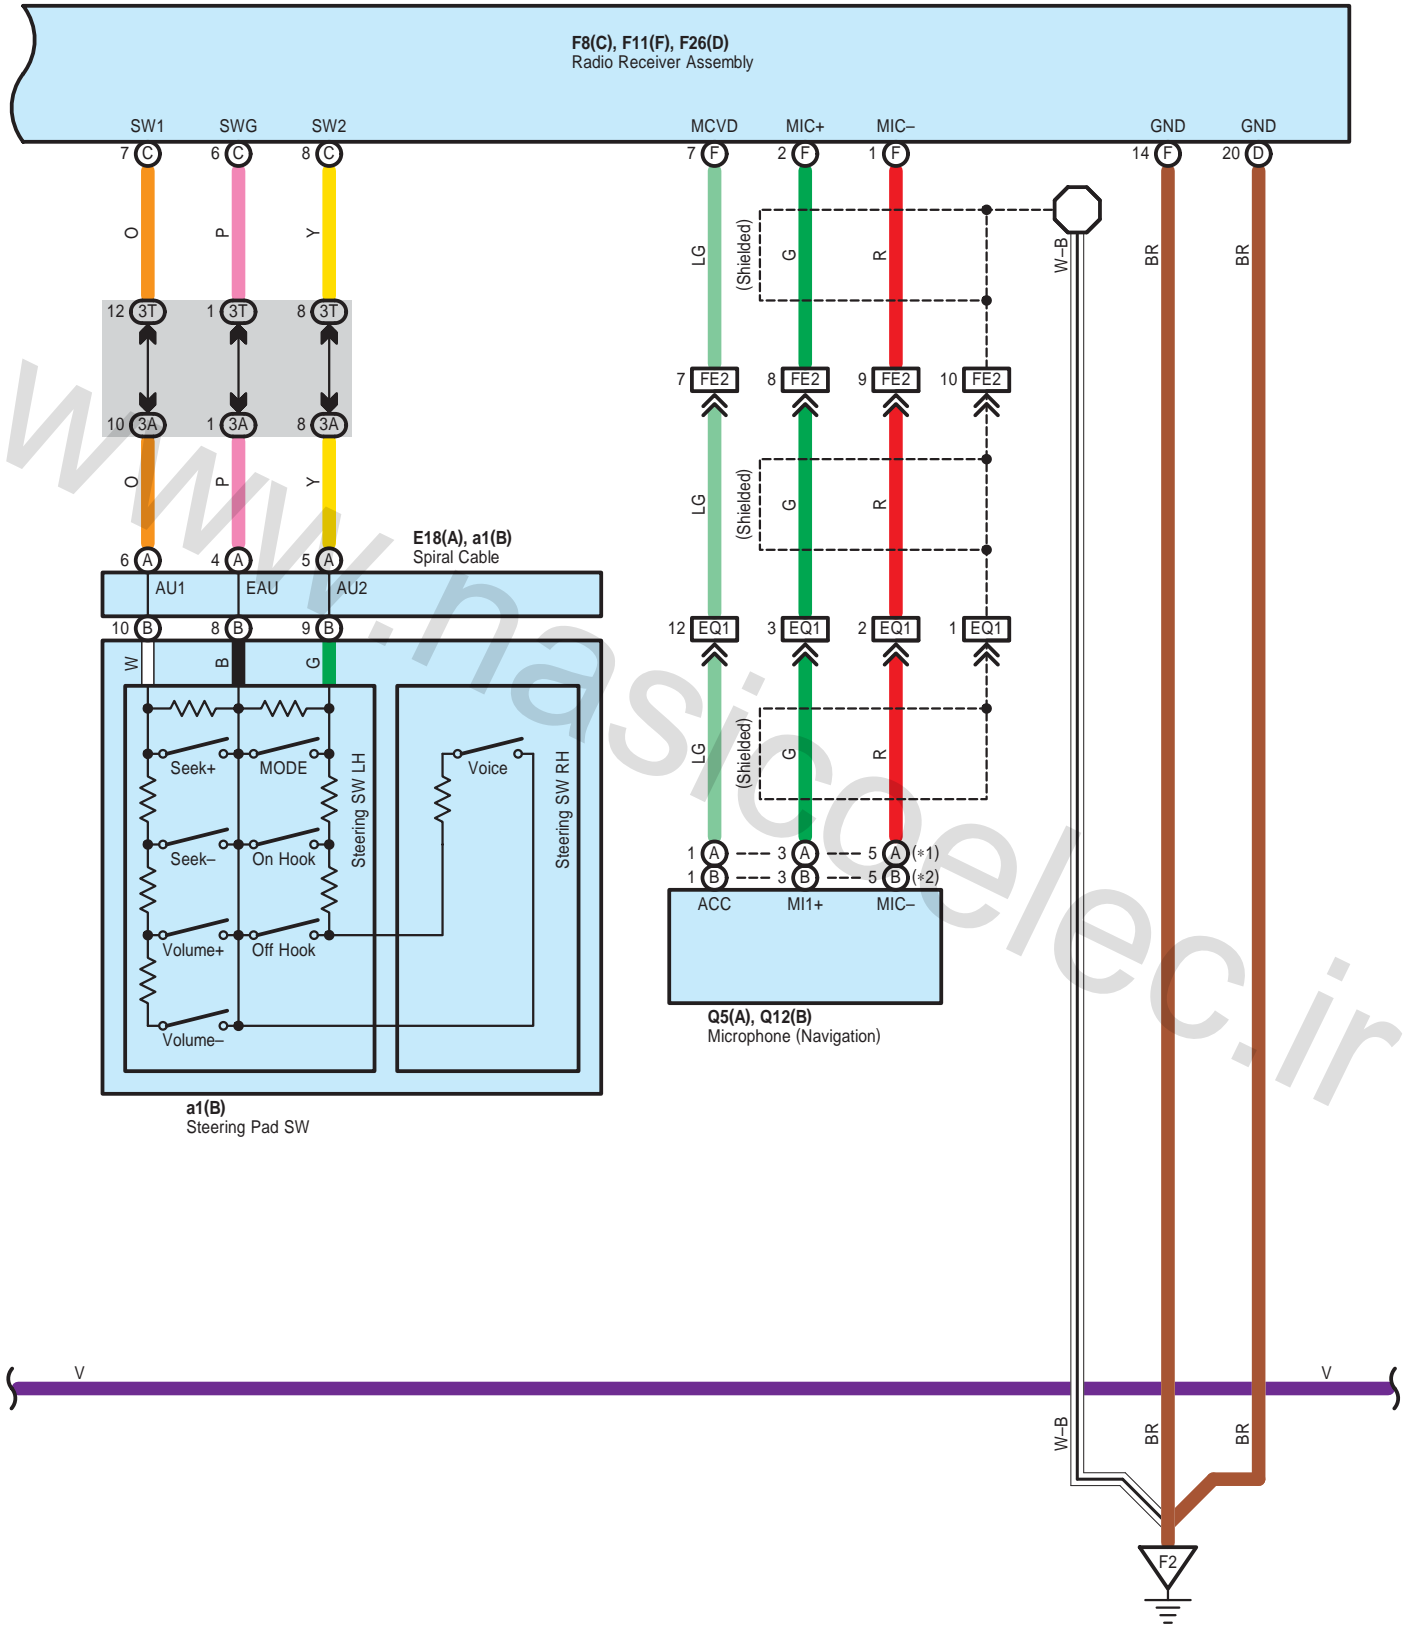 F8(C), F11(F), F26(D)
Radio Receiver Assembly
SW1 SWG SW2 MCVD MIC+ MIC– GND GND
7 C 6 C 8 C 7 F 2 F 1 F 14 F 20 D
O P Y LG (Shielded) G R W–B BR BR
12 3T 1 3T 8 3T
7 FE2 8 FE2 9 FE2 10 FE2
10 3A 1 3A 8 3A
O P Y LG (Shielded) G R
E18(A), a1(B)
Spiral Cable
6 A 4 A 5 A
AU1 EAU AU2
10 B 8 B 9 B
12 EQ1 3 EQ1 2 EQ1 1 EQ1
W B G
LG (Shielded) G R
Seek+ MODE Voice
Steering SW LH Steering SW RH
Seek– On Hook
Volume+ Off Hook
Volume–
1 A 3 A 5 A (*1)
1 B 3 B 5 B (*2)
ACC MI1+ MIC–
Q5(A), Q12(B)
Microphone (Navigation)
a1(B)
Steering Pad SW
V V
W–B BR BR
F2
www.nasicoelec.ir